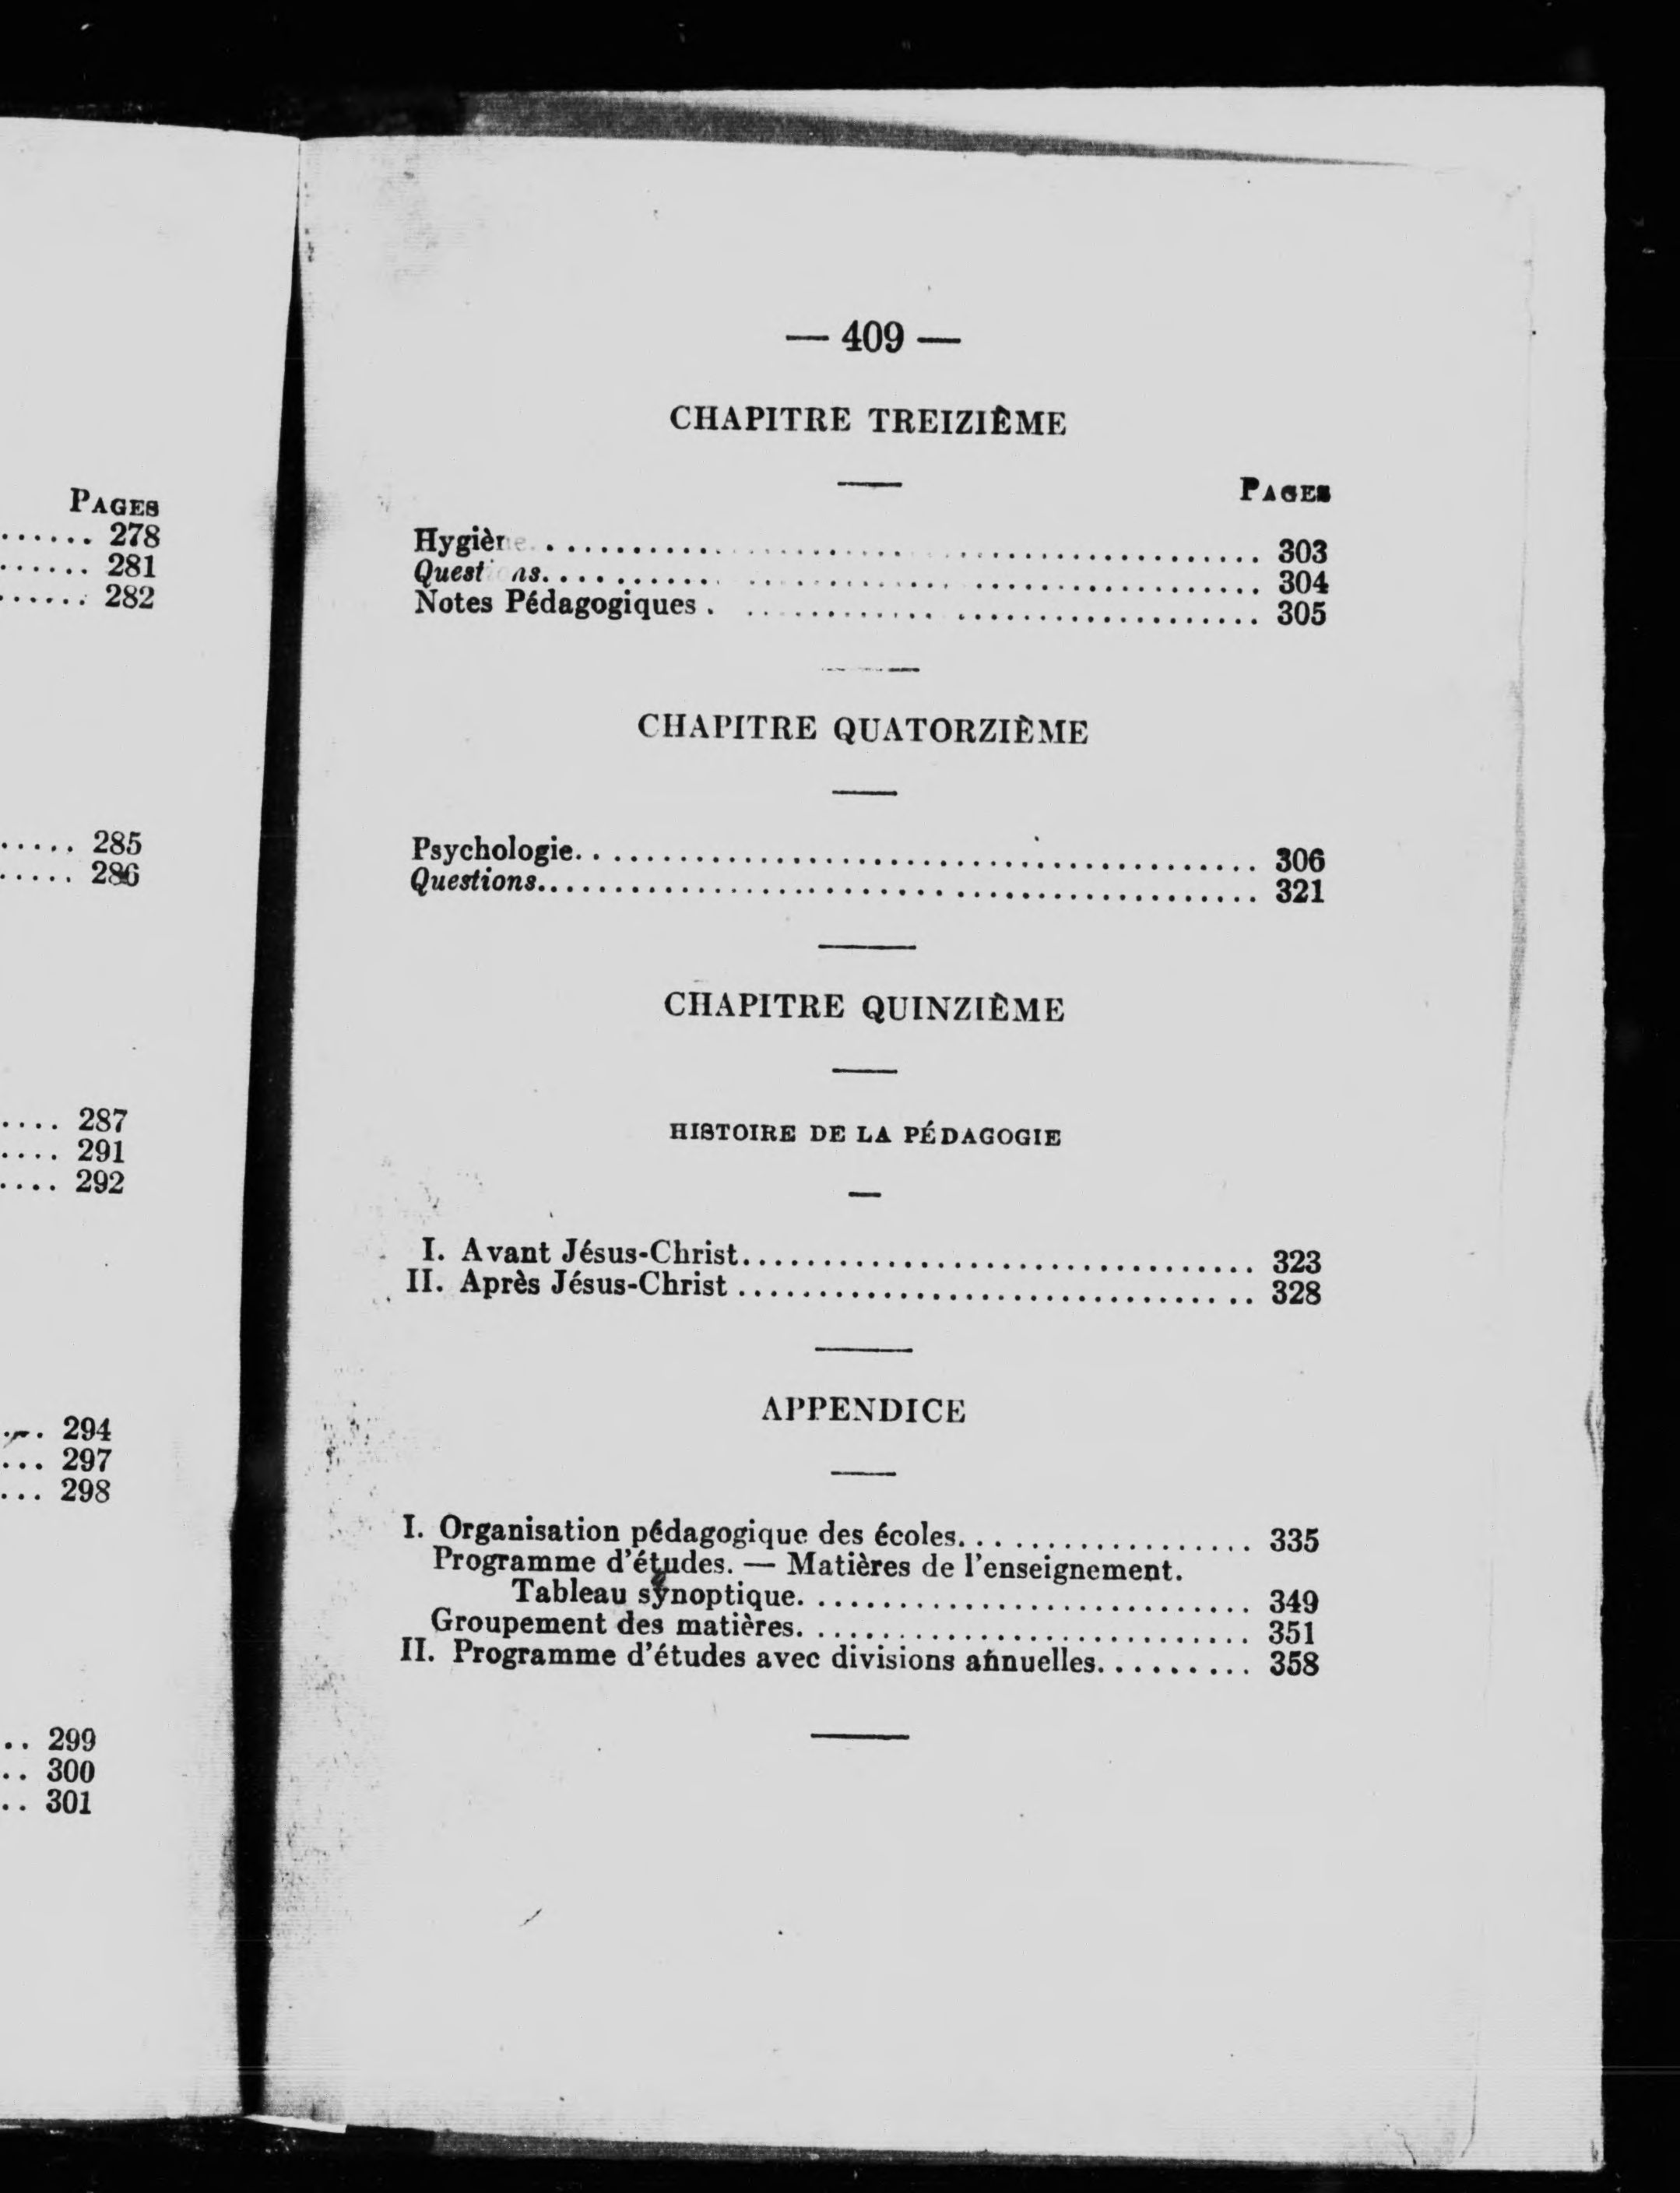 PAGES
...... 278
...... 281
...... 282
..... 285
..... 286
.... 287
.... 291
.... 292
... 294
... 297
... 298
.. 299
.. 300
.. 301
— 409 —
CHAPITRE TREIZIÈME
PAGES
Hygiène.................................................. 303
Questions................................................ 304
Notes Pédagogiques....................................... 305
CHAPITRE QUATORZIÈME
Psychologie.............................................. 306
Questions................................................ 321
CHAPITRE QUINZIÈME
HISTOIRE DE LA PÉDAGOGIE
I. Avant Jésus-Christ.................................. 323
II. Après Jésus-Christ................................. 328
APPENDICE
I. Organisation pédagogique des écoles.................. 335
Programme d'études. — Matières de l'enseignement.
Tableau synoptique............................ 349
Groupement des matières............................ 351
II. Programme d'études avec divisions annuelles.......... 358